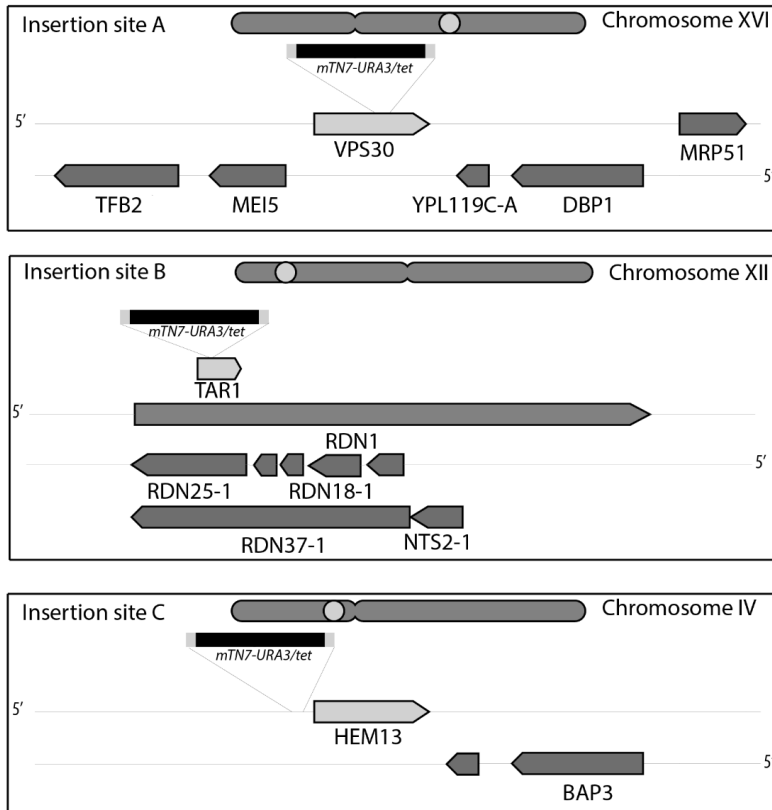 Insertion site A
Chromosome XVI
mTN7-URA3/tet
5'
VPS30
MRP51
5'
TFB2
MEI5
YPL119C-A
DBP1
Insertion site B
Chromosome XII
mTN7-URA3/tet
TAR1
5'
RDN1
5'
RDN25-1
RDN18-1
RDN37-1
NTS2-1
Insertion site C
Chromosome IV
mTN7-URA3/tet
5'
HEM13
5'
BAP3